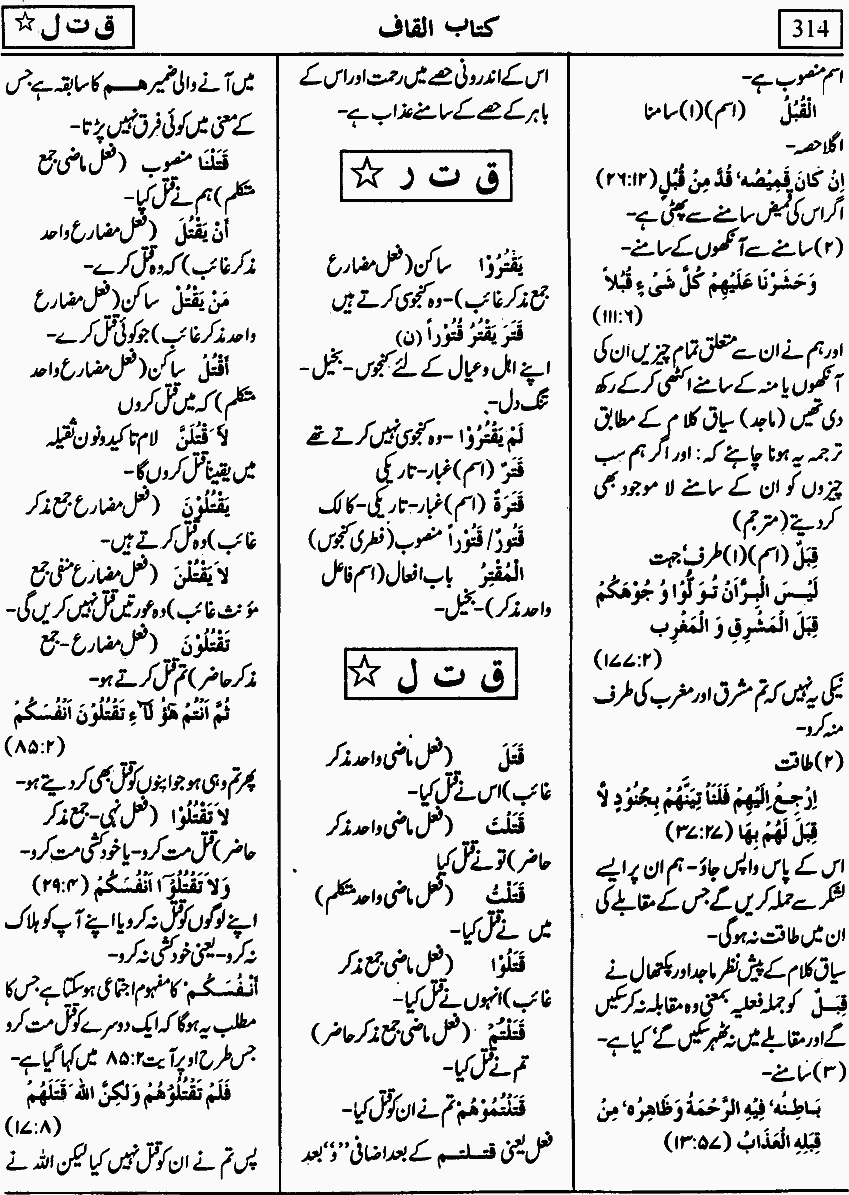 314
کتاب القاف
ق ت ل ☆
اسم منصوب ہے-
الْقُبُلُ (اسم)(۱)سامنا
اگلا حصہ-
اِنْ کَانَ قَمِیْصُہٗ قُدَّ مِنْ قُبُلٍ (۲۶:۱۲)
اگر اس کی قمیض سامنے سے پھٹی ہے-
(۲)سامنے سے آنکھوں کے سامنے-
وَحَشَرْنَا عَلَیْہِمْ کُلَّ شَیْءٍ قُبُلاً
(۱۱۱:۶)
اور ہم نے ان سے متعلق تمام چیزیں ان کی
آنکھوں یا منہ کے سامنے اکٹھی کر کے رکھ
دی تھیں (ماجد) سیاق کلام کے مطابق
ترجمہ یہ ہونا چاہئے کہ: اور اگر ہم سب
چیزوں کو ان کے سامنے لا موجود بھی
کر دیتے (مترجم)
قِبَلٌ (اسم)(۱) طرف، جہت
لَیْسَ الْبِرَّ اَنْ تُوَلُّوْا وُجُوْھَکُمْ
قِبَلَ الْمَشْرِقِ وَ الْمَغْرِبِ
(۱۷۷:۲)
نیکی یہ نہیں کہ تم مشرق اور مغرب کی طرف
منہ کرو-
(۲) طاقت
اِرْجِعْ اِلَیْہِمْ فَلَنَأْتِیَنَّھُمْ بِجُنُوْدٍ لَّا
قِبَلَ لَھُمْ بِھَا (۳۷:۲۷)
اس کے پاس واپس جاؤ- ہم ان پر ایسے
لشکر سے حملہ کریں گے جس کے مقابلے کی
ان میں طاقت نہ ہوگی-
سیاق کلام کے پیش نظر ماجد اور پکتھال نے
قِبَلٌ کو جملہ فعلیہ بمعنی وہ مقابلہ نہ کر سکیں
گے اور مقابلے میں نہ ٹھہر سکیں گے، کیا ہے-
(۳) سامنے-
بَاطِنُہٗ فِیْہِ الرَّحْمَۃُ وَظَاھِرُہٗ مِنْ
قِبَلِہِ الْعَذَابُ (۱۳:۵۷)
اس کے اندرونی حصے میں رحمت اور اس کے
باہر کے حصے کے سامنے عذاب ہے-
ق ت ر ☆
یَقْتُرُوْا ساکن (فعل مضارع
جمع مذکر غائب)- وہ کنجوسی کرتے ہیں
قَتَرَ یَقْتُرُ قُتُوْراً (ن)
اپنے اہل و عیال کے لئے کنجوس- بخیل-
تنگ دل-
لَمْ یَقْتُرُوْا- وہ کنجوسی نہیں کرتے تھے
قَتَرٌ (اسم) غبار- تاریکی
قَتَرَۃٌ (اسم) غبار- تاریکی- کالک
قَتُوْرٌ/ قَتُوْراً منصوب (فطری کنجوس)
الْمُقْتِرُ باب افعال (اسم فاعل
واحد مذکر)- بخیل-
ق ت ل ☆
قَتَلَ (فعل ماضی واحد مذکر
غائب) اس نے قتل کیا-
قَتَلْتَ (فعل ماضی واحد مذکر
حاضر) تو نے قتل کیا
قَتَلْتُ (فعل ماضی واحد متکلم)
میں نے قتل کیا-
قَتَلُوْا (فعل ماضی جمع مذکر
غائب) انہوں نے قتل کیا-
قَتَلْتُمْ (فعل ماضی جمع مذکر حاضر)
تم نے قتل کیا-
قَتَلْتُمُوْھُمْ تم نے ان کو قتل کیا-
فعل یعنی قتلتم کے بعد اضافی ''و'' بعد
میں آنے والی ضمیر ھم کا سابقہ ہے جس
کے معنی میں کوئی فرق نہیں پڑتا-
قَتَلْنَا منصوب (فعل ماضی جمع
متکلم) ہم نے قتل کیا-
أَنْ یَقْتُلَ (فعل مضارع واحد
مذکر غائب) کہ وہ قتل کرے-
مَنْ یَقْتُلْ ساکن (فعل مضارع
واحد مذکر غائب) جو کوئی قتل کرے-
أَقْتُلُ ساکن (فعل مضارع واحد
متکلم) کہ میں قتل کروں
لَأَ قْتُلَنَّ لام تاکید و نون ثقیلہ
میں یقیناً قتل کروں گا-
یَقْتُلُوْنَ (فعل مضارع جمع مذکر
غائب) وہ قتل کرتے ہیں-
لاَ یَقْتُلْنَ (فعل مضارع منفی جمع
مؤنث غائب) وہ عورتیں قتل نہیں کریں گی-
تَقْتُلُوْنَ (فعل مضارع- جمع
مذکر حاضر) تم قتل کرتے ہو-
ثُمَّ اَنْتُمْ ھٰؤُلَآءِ تَقْتُلُوْنَ اَنْفُسَکُمْ
(۸۵:۲)
پھر تم وہی ہو جو اپنوں کو قتل بھی کر دیتے ہو-
لاَ تَقْتُلُوْا (فعل نہی- جمع مذکر
حاضر) قتل مت کرو- یا خودکشی مت کرو-
وَلاَ تَقْتُلُوْٓا اَنْفُسَکُمْ (۲۹:۴)
اپنے لوگوں کو قتل نہ کرو یا اپنے آپ کو ہلاک
نہ کرو- یعنی خودکشی نہ کرو-
اَنْفُسَکُمْ کا مفہوم اجتماعی ہو سکتا ہے جس کا
مطلب یہ ہوگا کہ ایک دوسرے کو قتل مت کرو
جس طرح اوپر آیت ۸۵:۲ میں کہا گیا ہے-
فَلَمْ تَقْتُلُوْھُمْ وَلٰکِنَّ اللہَ قَتَلَھُمْ
(۱۷:۸)
پس تم نے ان کو قتل نہیں کیا لیکن اللہ نے